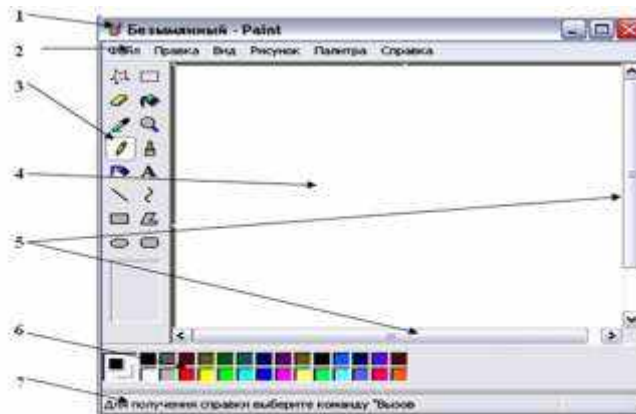 1
Безымянный - Paint
2
Файл Правка Вид Рисунок Палитра Справка
3
A
4
5
6
7
Для получения справки выберите команду "Вызов